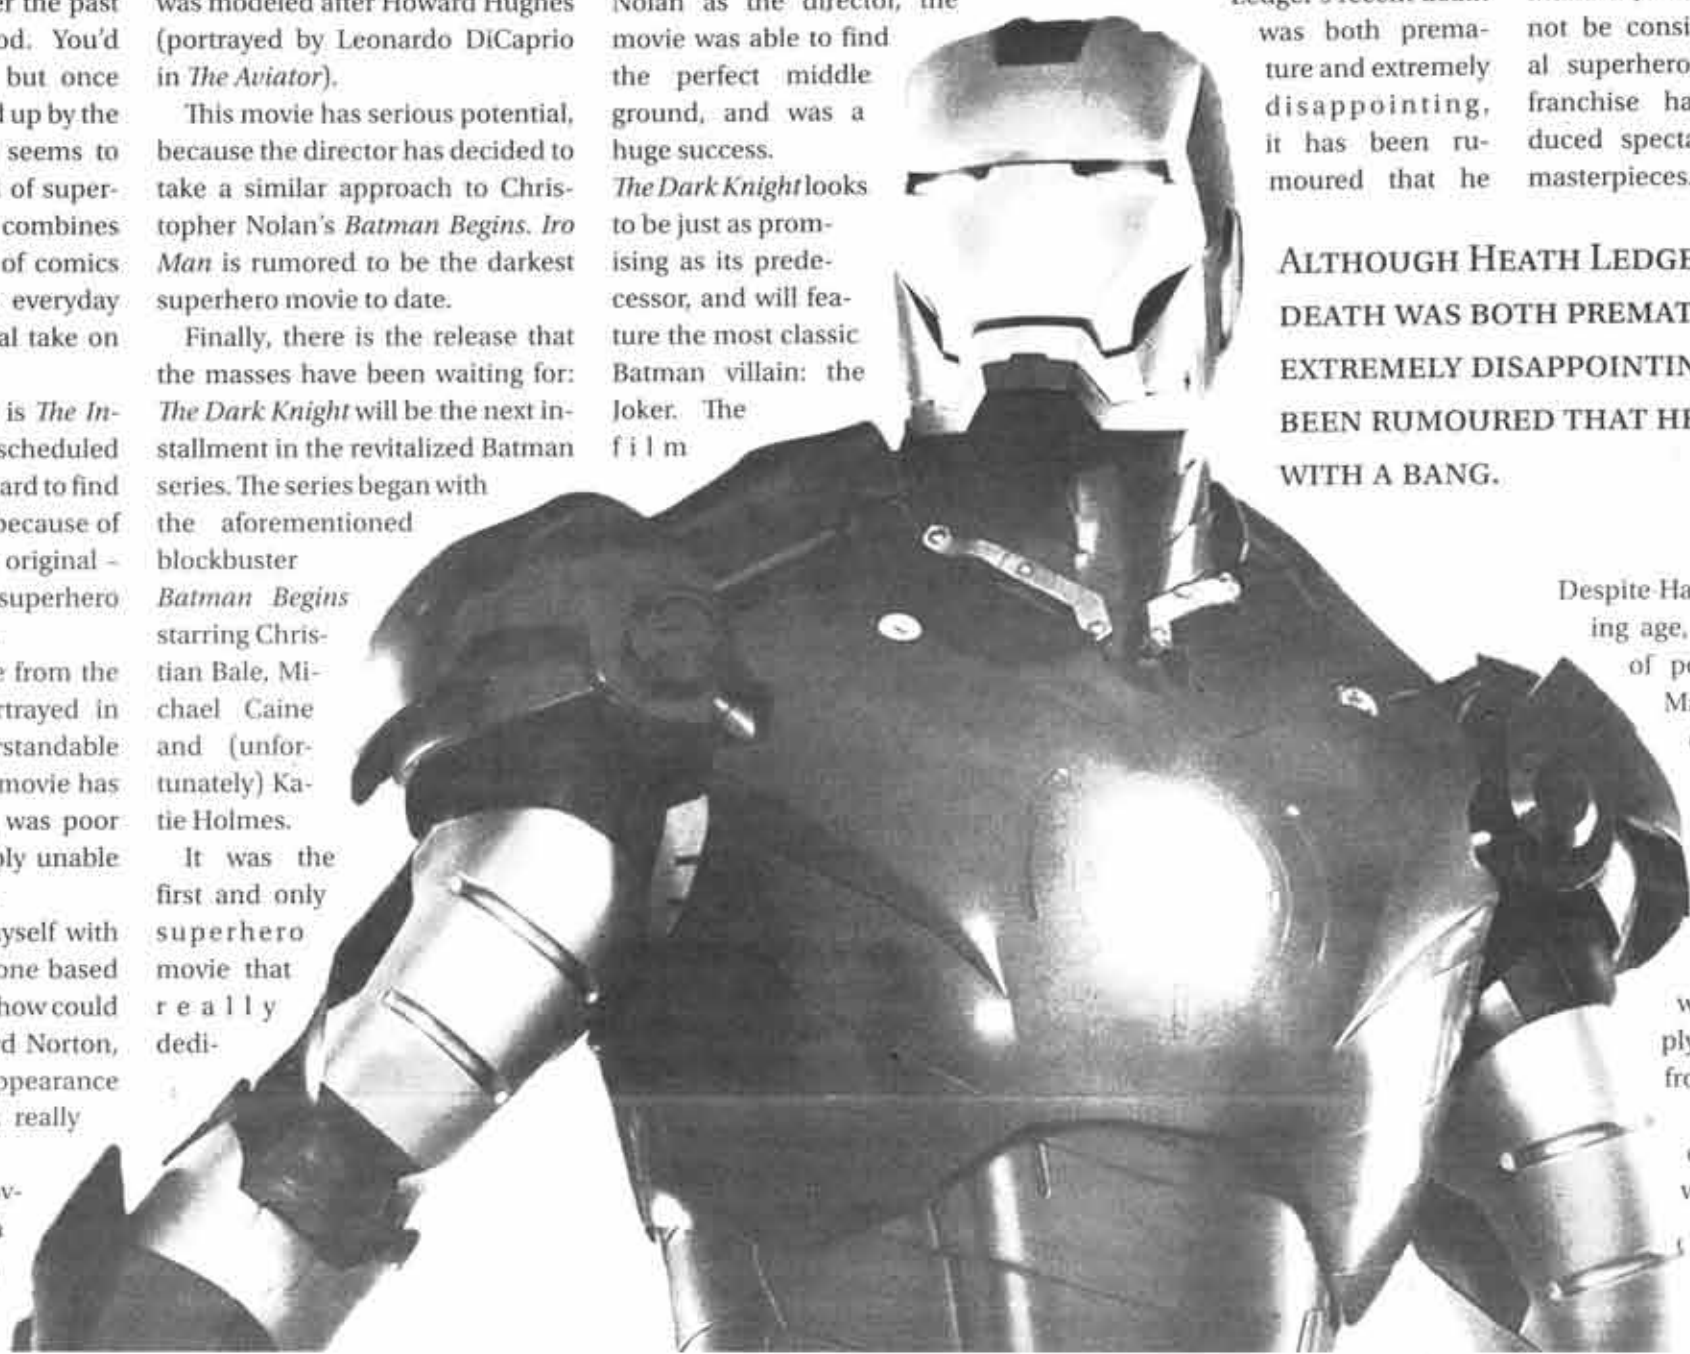 er the past
od. You'd
but once
up by the
seems to
of super-
combines
of comics
everyday
al take on
is The In-
scheduled
ard to find
because of
original –
superhero
e from the
rtrayed in
rstandable
movie has
was poor
bly unable
yself with
one based
how could
d Norton,
ppearance
really
v-
was modeled after Howard Hughes
(portrayed by Leonardo DiCaprio
in The Aviator).
This movie has serious potential,
because the director has decided to
take a similar approach to Chris-
topher Nolan's Batman Begins. Iro
Man is rumored to be the darkest
superhero movie to date.
Finally, there is the release that
the masses have been waiting for:
The Dark Knight will be the next in-
stallment in the revitalized Batman
series. The series began with
the aforementioned
blockbuster
Batman Begins
starring Chris-
tian Bale, Mi-
chael Caine
and (unfor-
tunately) Ka-
tie Holmes.
It was the
first and only
superhero
movie that
really
dedi-
Nolan as the director, the
movie was able to find
the perfect middle
ground, and was a
huge success.
The Dark Knight looks
to be just as prom-
ising as its prede-
cessor, and will fea-
ture the most classic
Batman villain: the
Joker. The
film
Ledger's recent death
was both prema-
ture and extremely
disappointing,
it has been ru-
moured that he
not be consi
al superhero
franchise ha
duced specta
masterpieces.
ALTHOUGH HEATH LEDGE
DEATH WAS BOTH PREMAT
EXTREMELY DISAPPOINTIN
BEEN RUMOURED THAT HE
WITH A BANG.
Despite Ha
ing age,
of pe
M
w
ply
fro
w